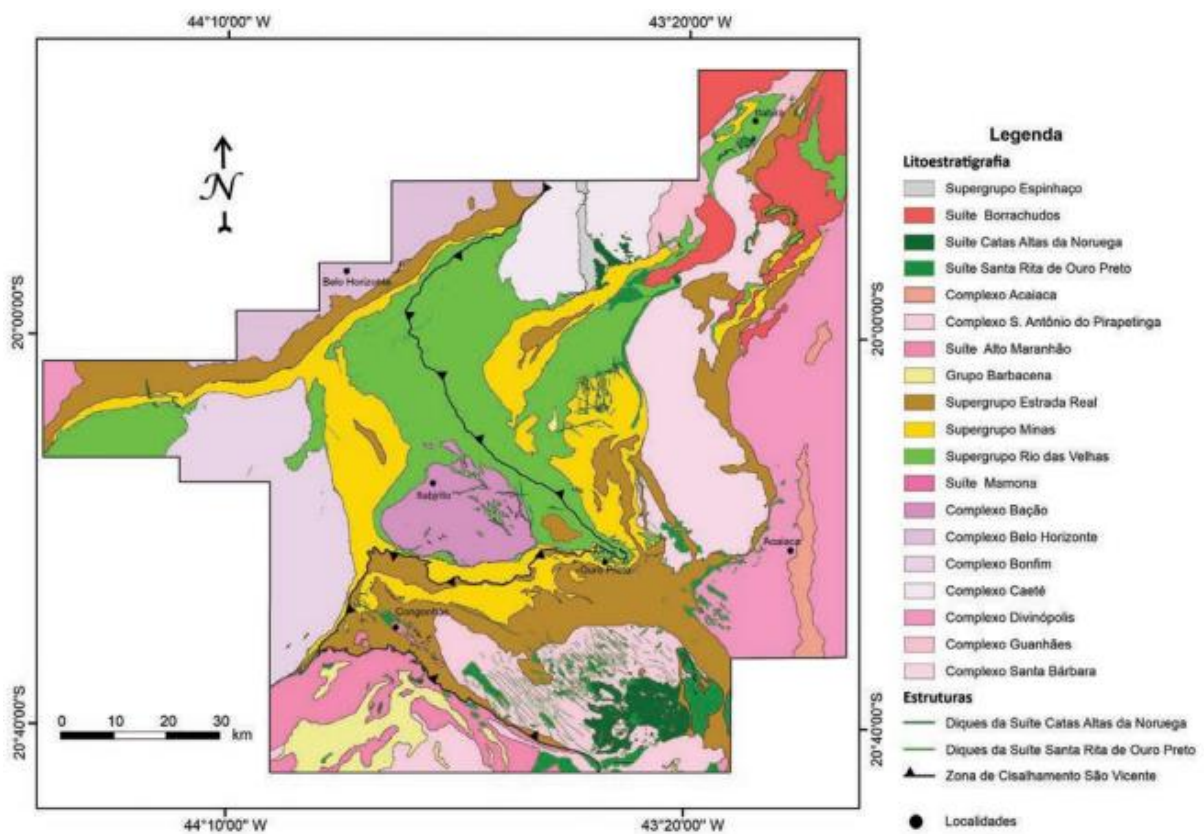 44°10'00" W
43°20'00" W
N
Belo Horizonte
20°00'00"S
20°00'00"S
Acaiaca
Ouro Preto
Congonhas
20°40'00"S
20°40'00"S
0 10 20 30
km
44°10'00" W
43°20'00" W
Legenda
Litoestratigrafia
Supergrupo Espinhaço
Suíte Borrachudos
Suíte Catas Altas da Noruega
Suíte Santa Rita de Ouro Preto
Complexo Acaiaca
Complexo S. Antônio do Pirapetinga
Suíte Alto Maranhão
Grupo Barbacena
Supergrupo Estrada Real
Supergrupo Minas
Supergrupo Rio das Velhas
Suíte Mamona
Complexo Bação
Complexo Belo Horizonte
Complexo Bonfim
Complexo Caeté
Complexo Divinópolis
Complexo Guanhães
Complexo Santa Bárbara
Estruturas
Diques da Suíte Catas Altas da Noruega
Diques da Suíte Santa Rita de Ouro Preto
Zona de Cisalhamento São Vicente
Localidades